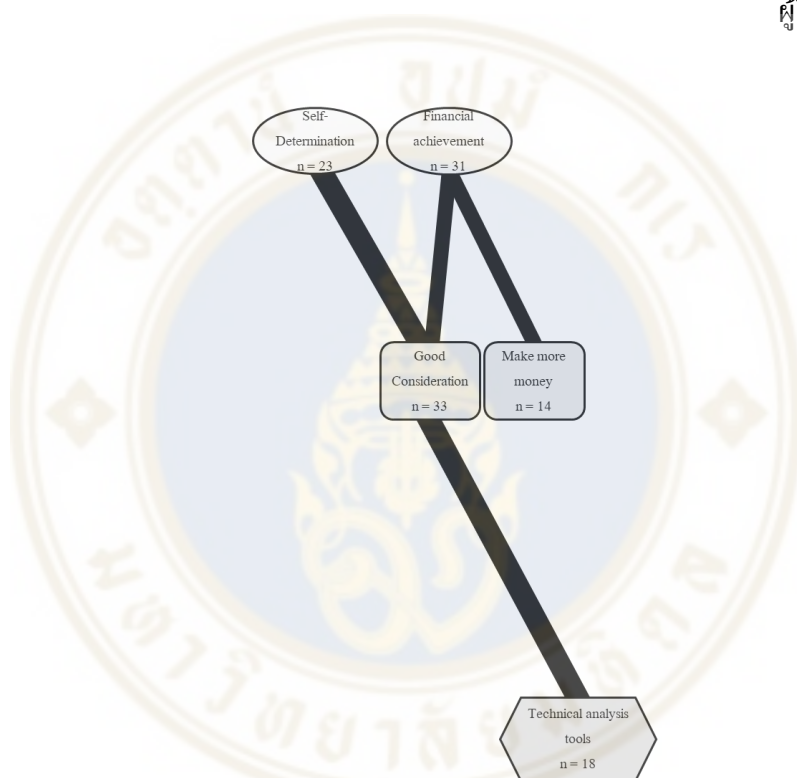 Self-
Determination
n = 23
Financial
achievement
n = 31
Good
Consideration
n = 33
Make more
money
n = 14
Technical analysis
tools
n = 18